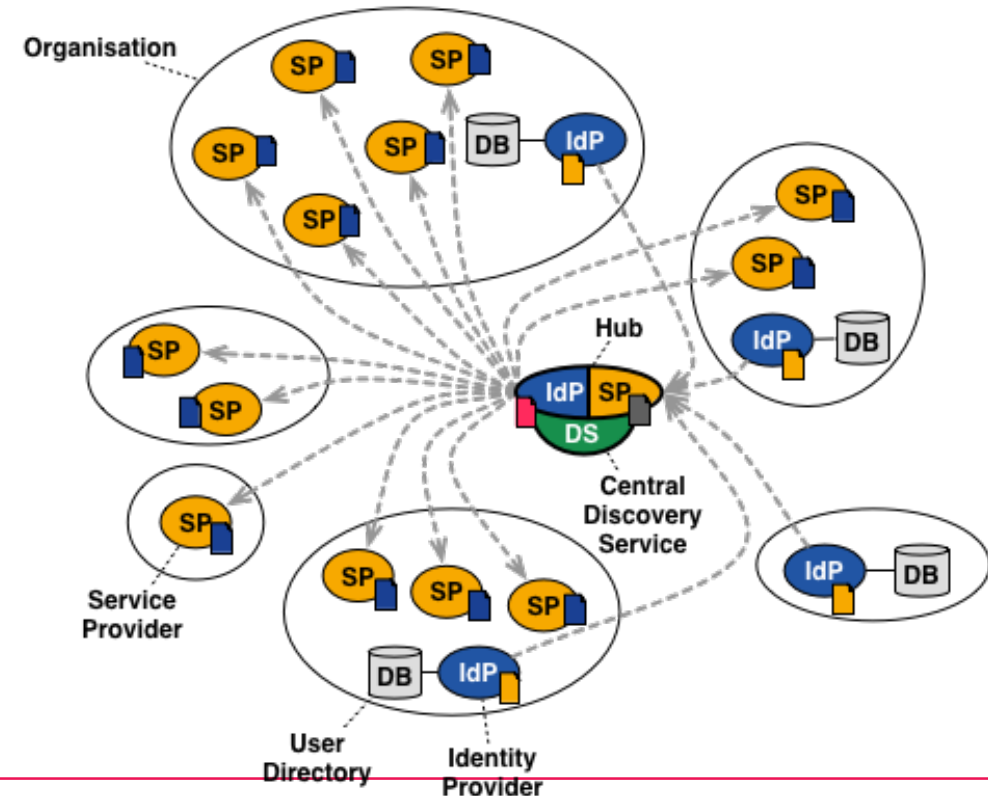 Organisation
SP
SP
SP
SP
DB
IdP
SP
SP
SP
IdP
DB
Hub
IdP
SP
DS
Central
Discovery
Service
SP
SP
SP
Service
Provider
SP
SP
SP
DB
IdP
IdP
DB
User
Directory
Identity
Provider